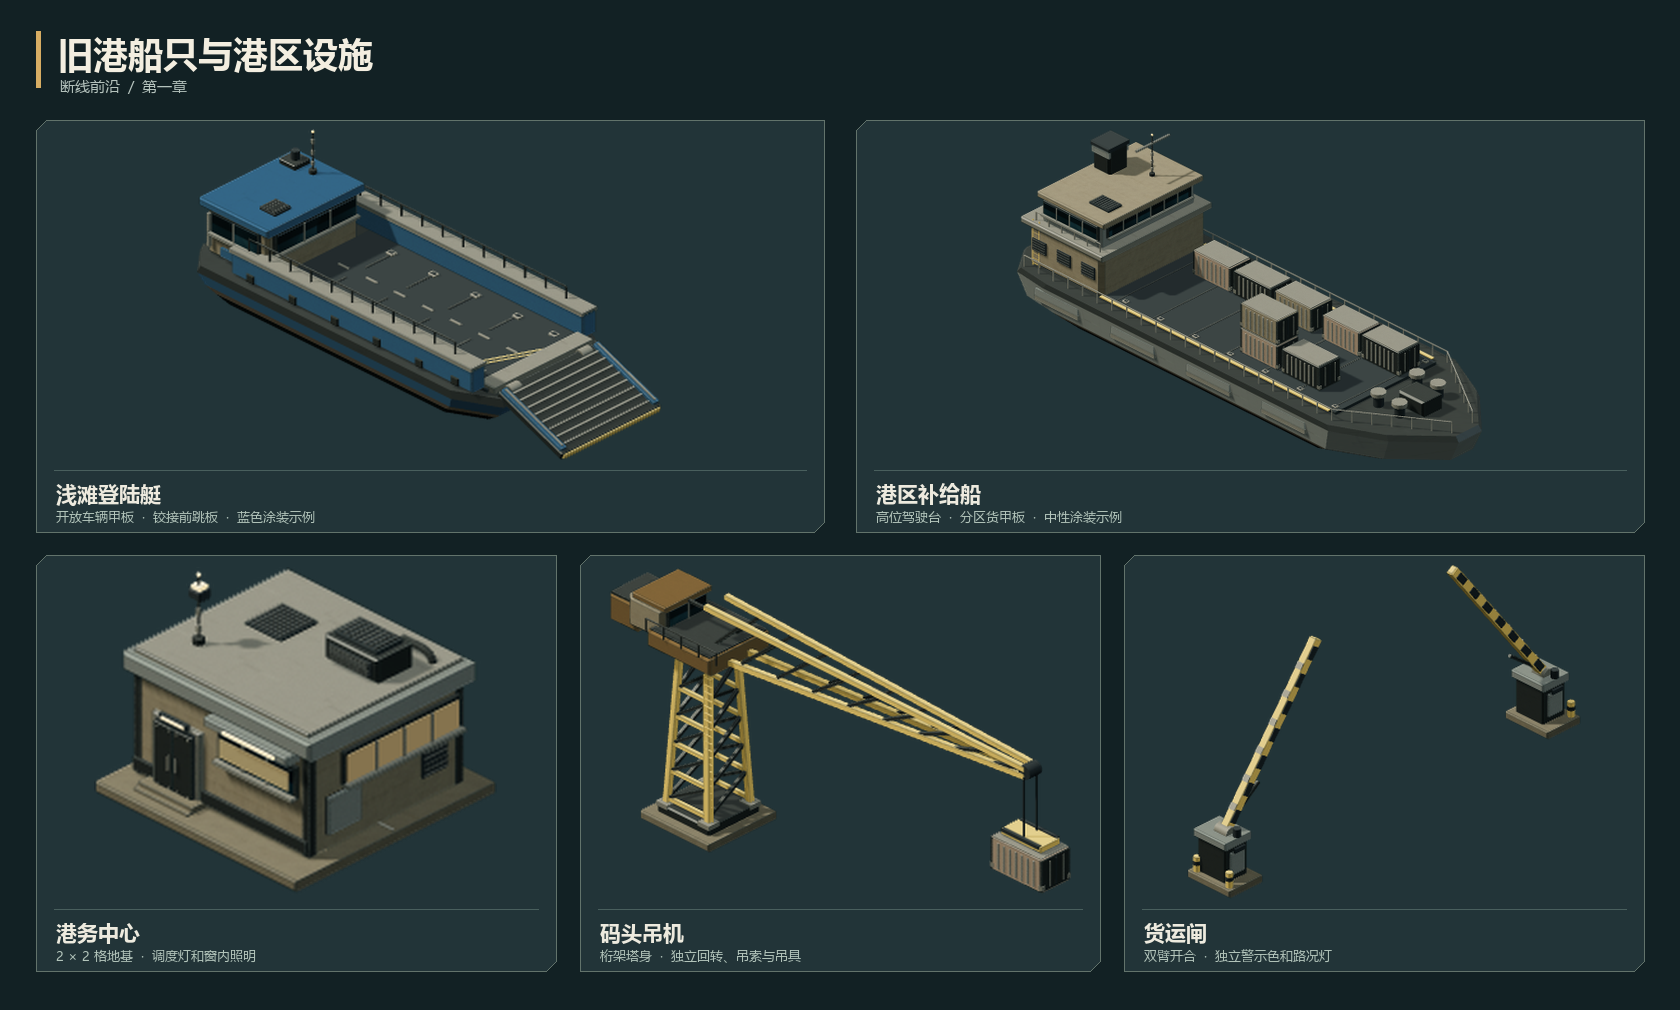 旧港船只与港区设施
断线前沿 / 第一章
浅滩登陆艇
开放车辆甲板 · 铰接前跳板 · 蓝色涂装示例
港区补给船
高位驾驶台 · 分区货甲板 · 中性涂装示例
港务中心
2 × 2 格地基 · 调度灯和窗内照明
码头吊机
桁架塔身 · 独立回转、吊索与吊具
货运闸
双臂开合 · 独立警示色和路况灯